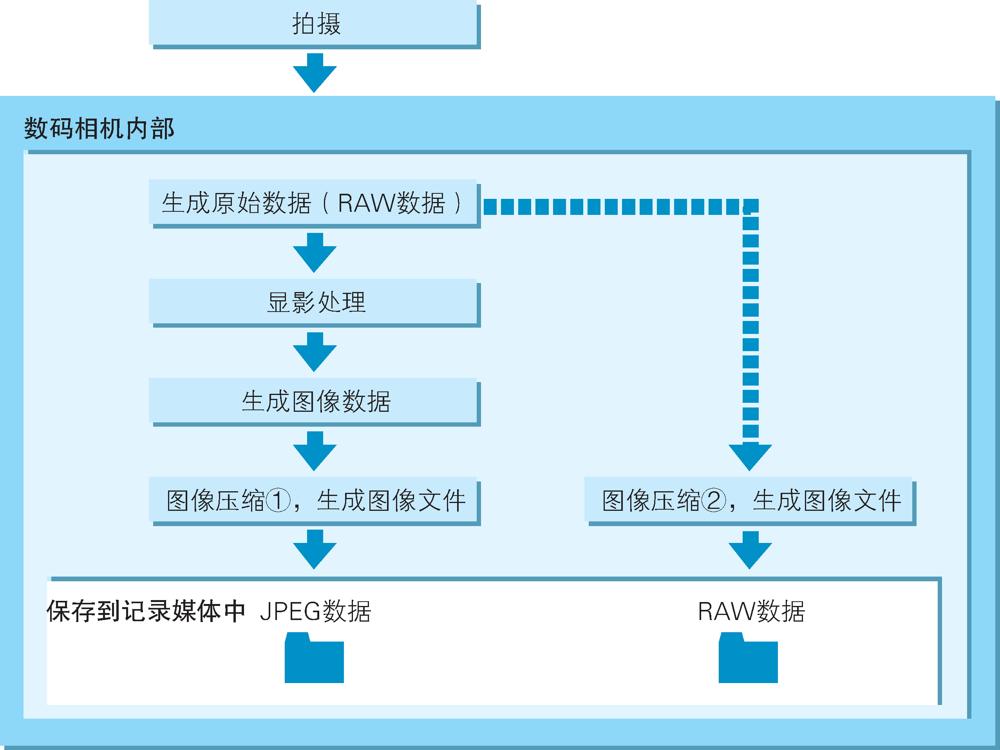 拍摄
数码相机内部
生成原始数据（RAW数据）
显影处理
生成图像数据
图像压缩①，生成图像文件
图像压缩②，生成图像文件
保存到记录媒体中 JPEG数据
RAW数据